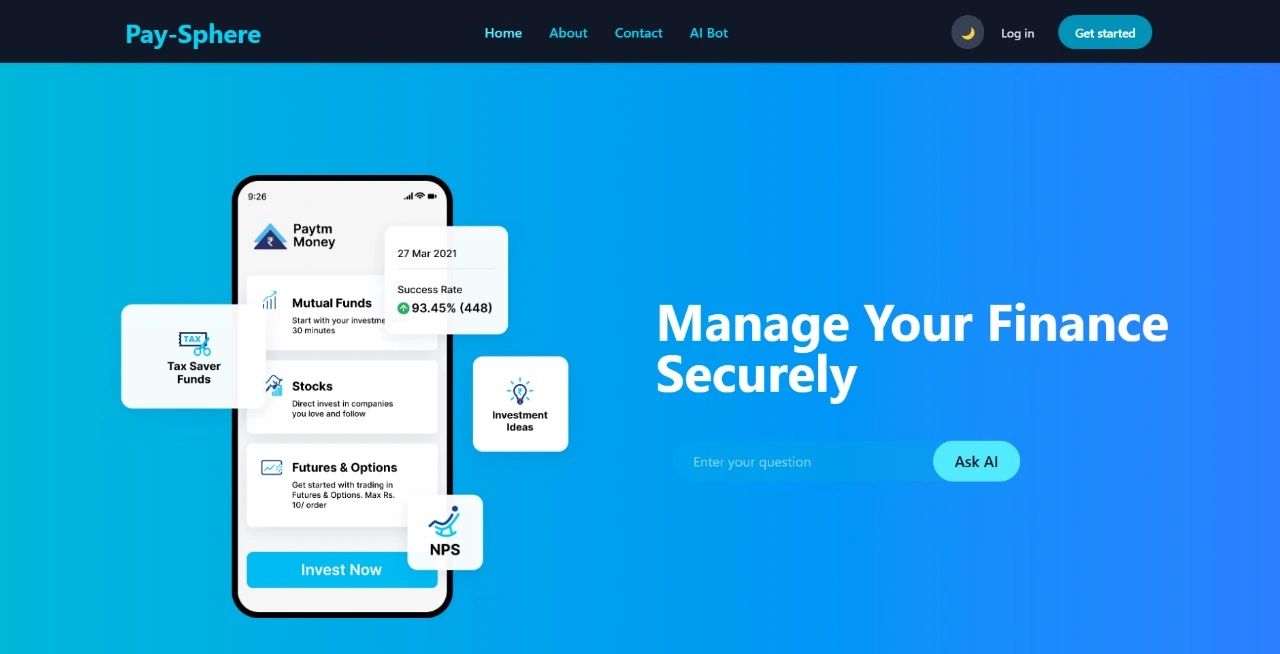 Pay-Sphere
Home
About
Contact
AI Bot
Log in
Get started
9:26
Paytm
Money
27 Mar 2021
Success Rate
93.45% (448)
Mutual Funds
Start with your investme
30 minutes
TAX
Tax Saver
Funds
Stocks
Direct invest in companies
you love and follow
Investment
Ideas
Futures & Options
Get started with trading in
Futures & Options. Max Rs.
10/ order
NPS
Invest Now
Manage Your Finance
Securely
Enter your question
Ask AI